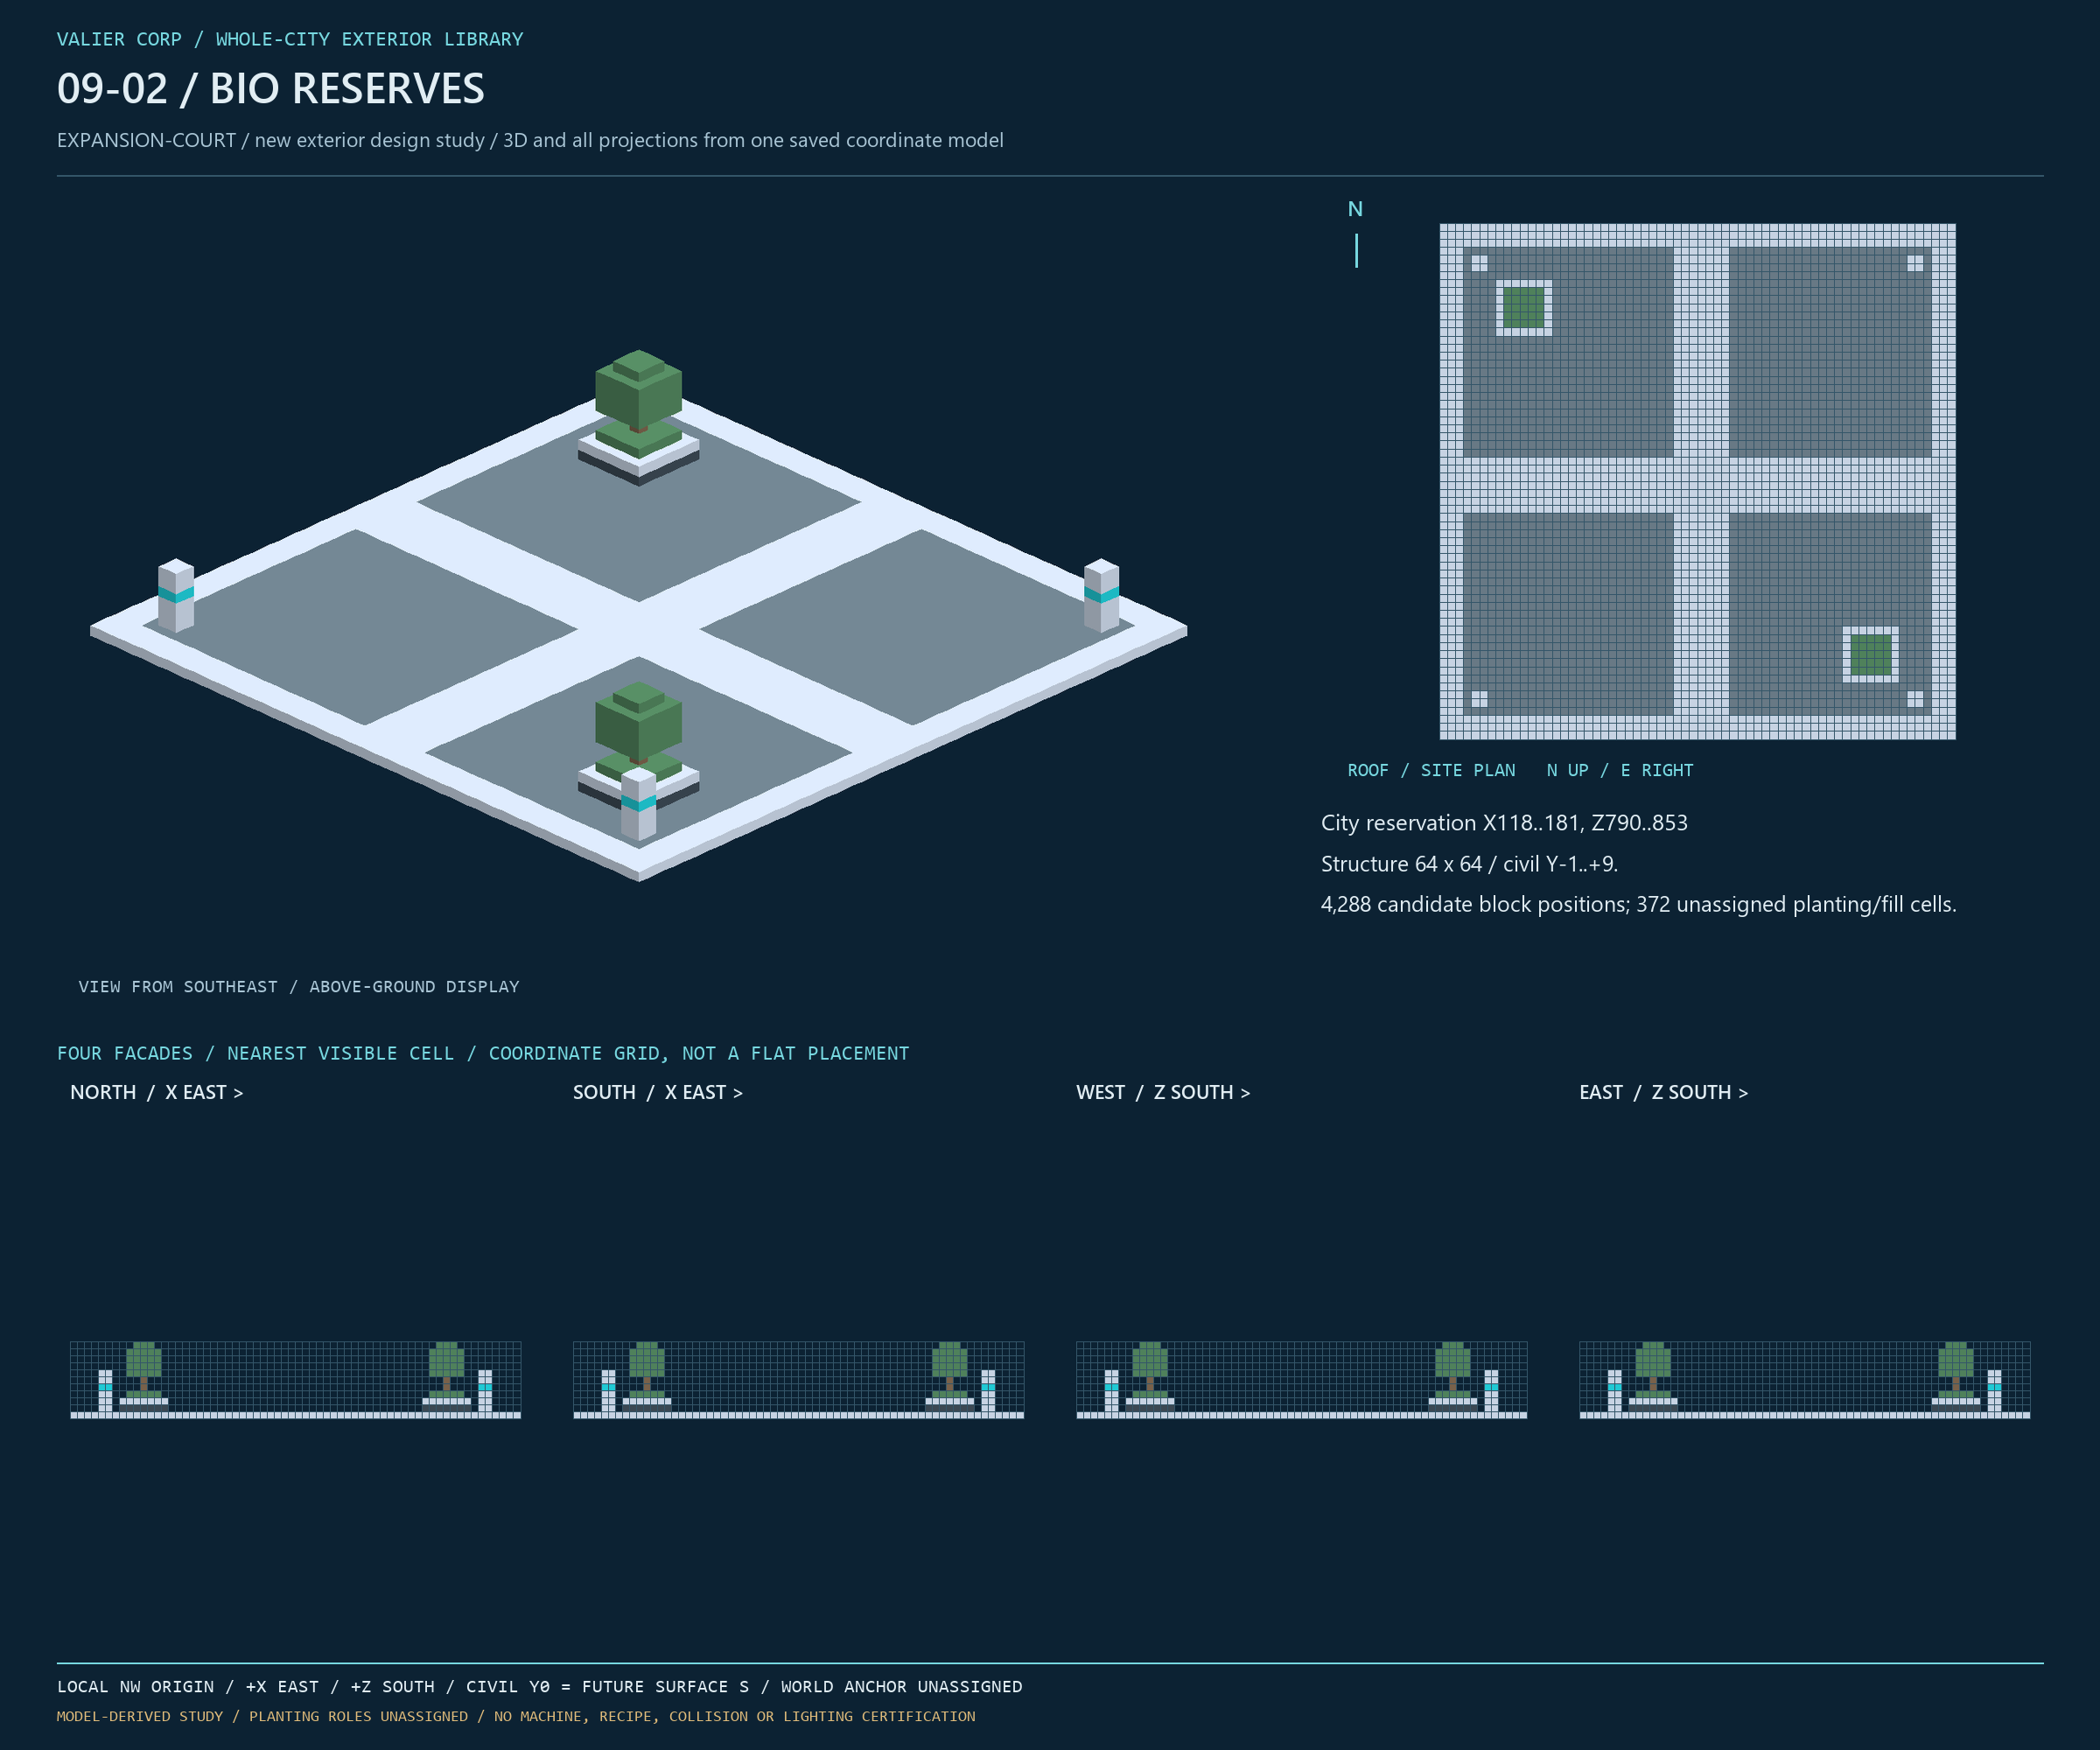 VALIER CORP / WHOLE-CITY EXTERIOR LIBRARY
09-02 / BIO RESERVES
EXPANSION-COURT / new exterior design study / 3D and all projections from one saved coordinate model
N
ROOF / SITE PLAN   N UP / E RIGHT
City reservation X118..181, Z790..853
Structure 64 x 64 / civil Y-1..+9.
4,288 candidate block positions; 372 unassigned planting/fill cells.
VIEW FROM SOUTHEAST / ABOVE-GROUND DISPLAY
FOUR FACADES / NEAREST VISIBLE CELL / COORDINATE GRID, NOT A FLAT PLACEMENT
NORTH / X EAST >
SOUTH / X EAST >
WEST / Z SOUTH >
EAST / Z SOUTH >
LOCAL NW ORIGIN / +X EAST / +Z SOUTH / CIVIL Y0 = FUTURE SURFACE S / WORLD ANCHOR UNASSIGNED
MODEL-DERIVED STUDY / PLANTING ROLES UNASSIGNED / NO MACHINE, RECIPE, COLLISION OR LIGHTING CERTIFICATION